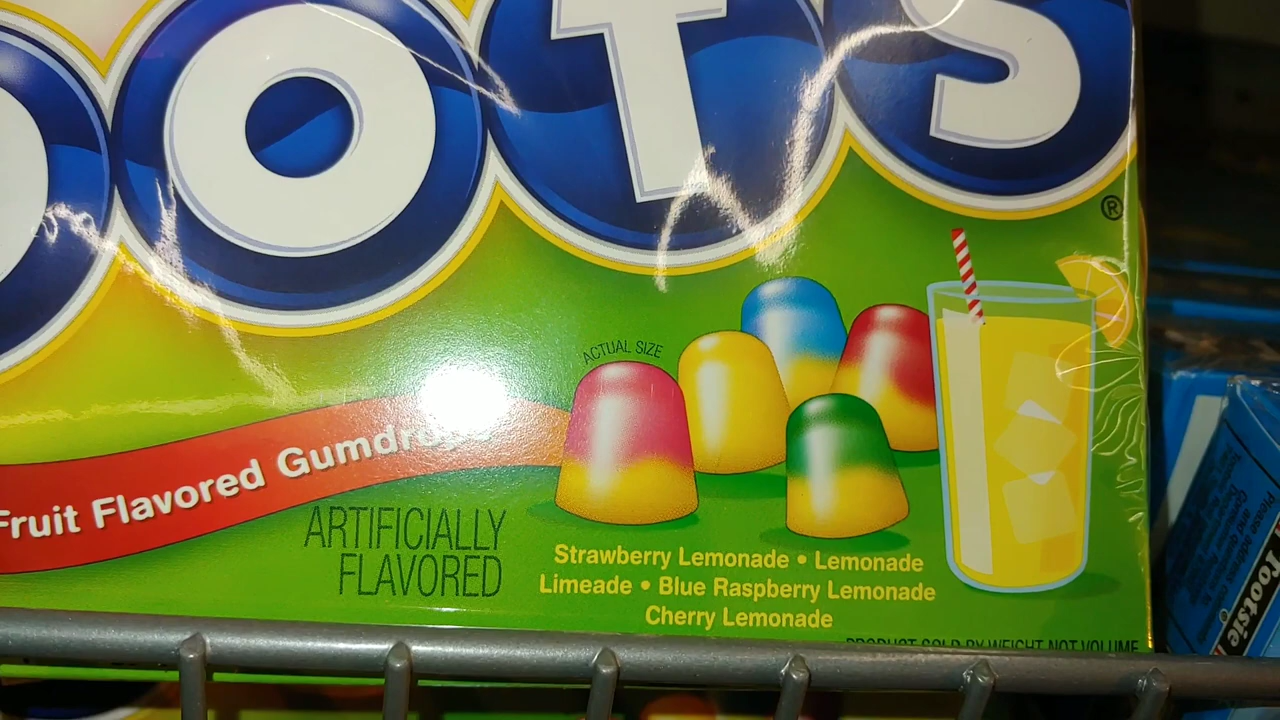 OOTS
®
ACTUAL SIZE
Fruit Flavored Gumdrops
ARTIFICIALLY
FLAVORED
Strawberry Lemonade • Lemonade
Limeade • Blue Raspberry Lemonade
Cherry Lemonade
PRODUCT SOLD BY WEIGHT NOT VOLUME
Tootsie